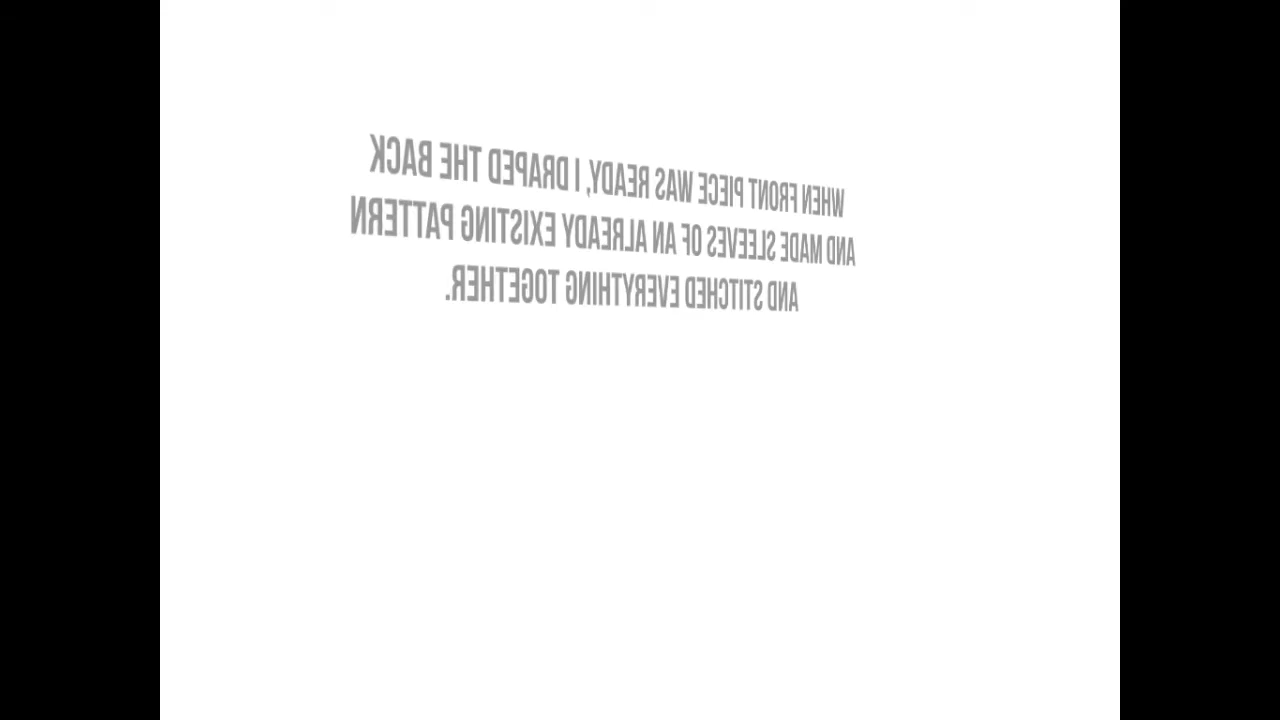 WHEN FRONT PIECE WAS READY, I DRAPED THE BACK
AND MADE SLEEVES OF AN ALREADY EXISTING PATTERN
AND STITCHED EVERYTHING TOGETHER.